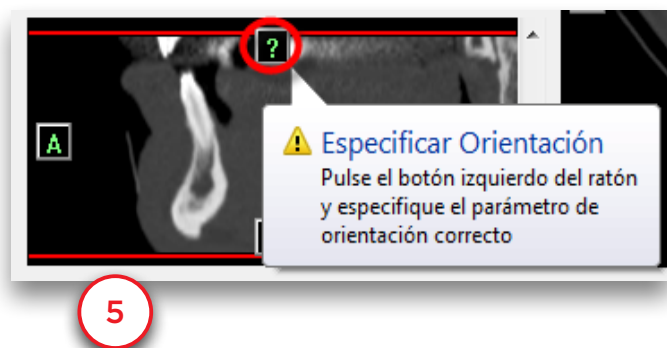 ?
A
Especificar Orientación
Pulse el botón izquierdo del ratón
y especifique el parámetro de
orientación correcto
5